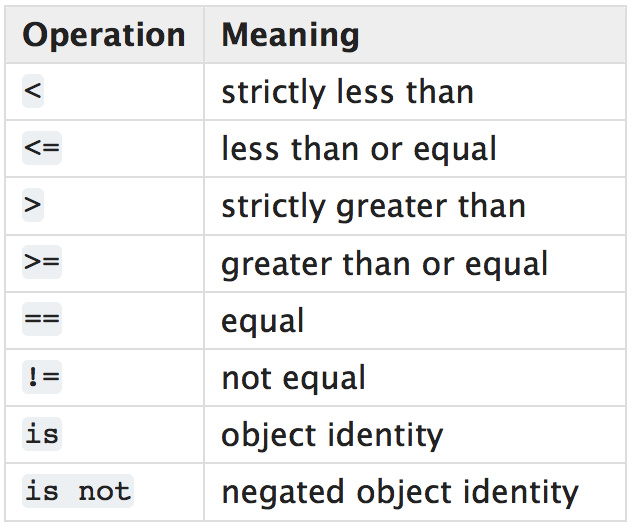 Operation Meaning
< strictly less than
<= less than or equal
> strictly greater than
>= greater than or equal
== equal
!= not equal
is object identity
is not negated object identity